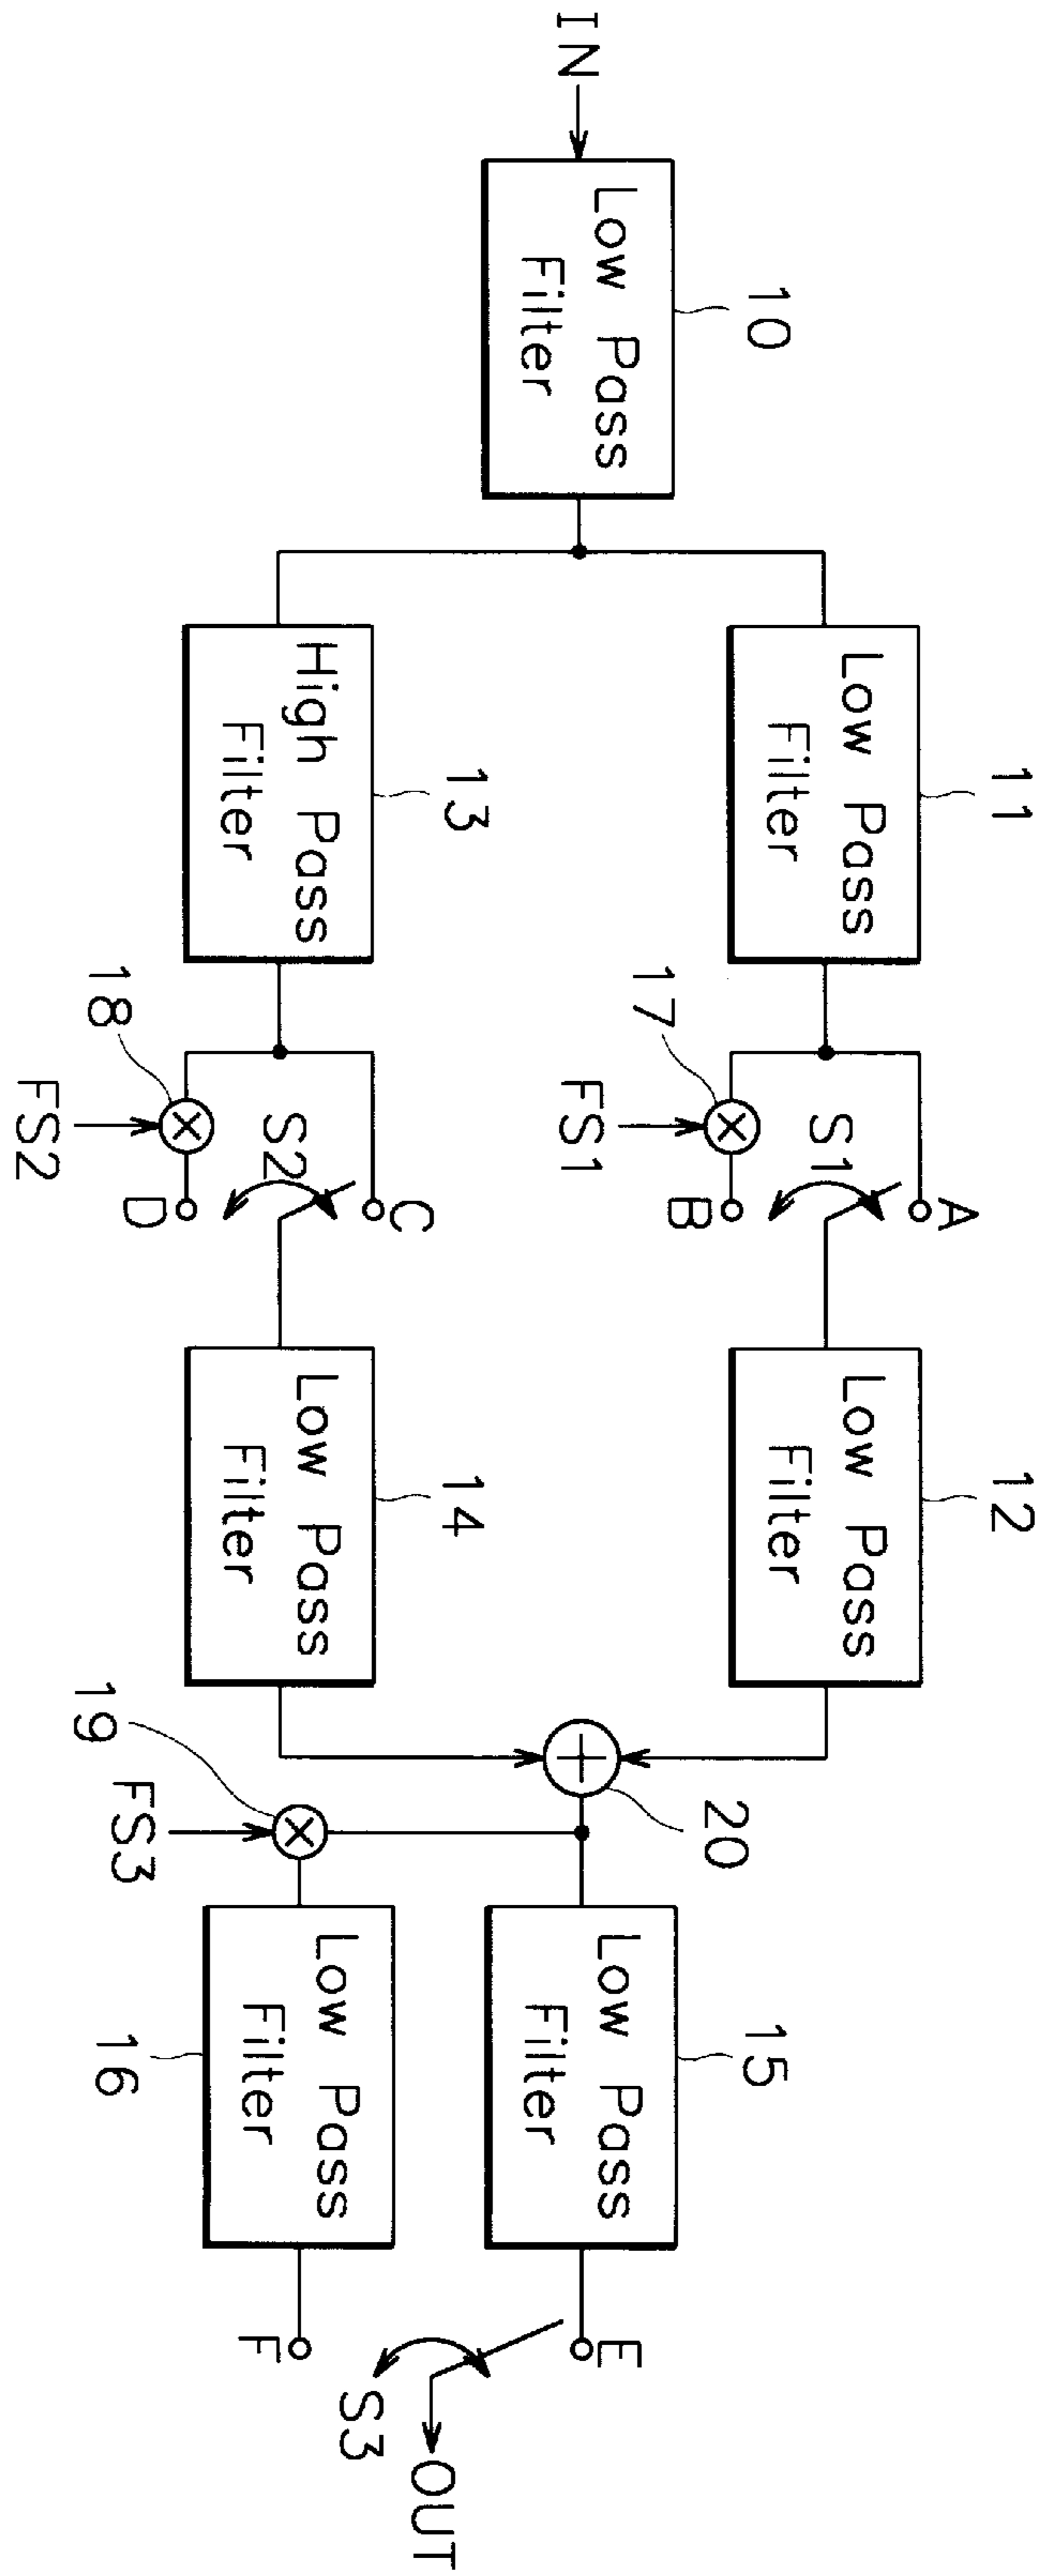 IN
Low Pass
Filter
10
Low Pass
Filter
11
17
FS1
S1
A
B
Low Pass
Filter
12
High Pass
Filter
13
18
FS2
S2
C
D
Low Pass
Filter
14
20
19
FS3
Low Pass
Filter
15
Low Pass
Filter
16
E
F
S3
OUT